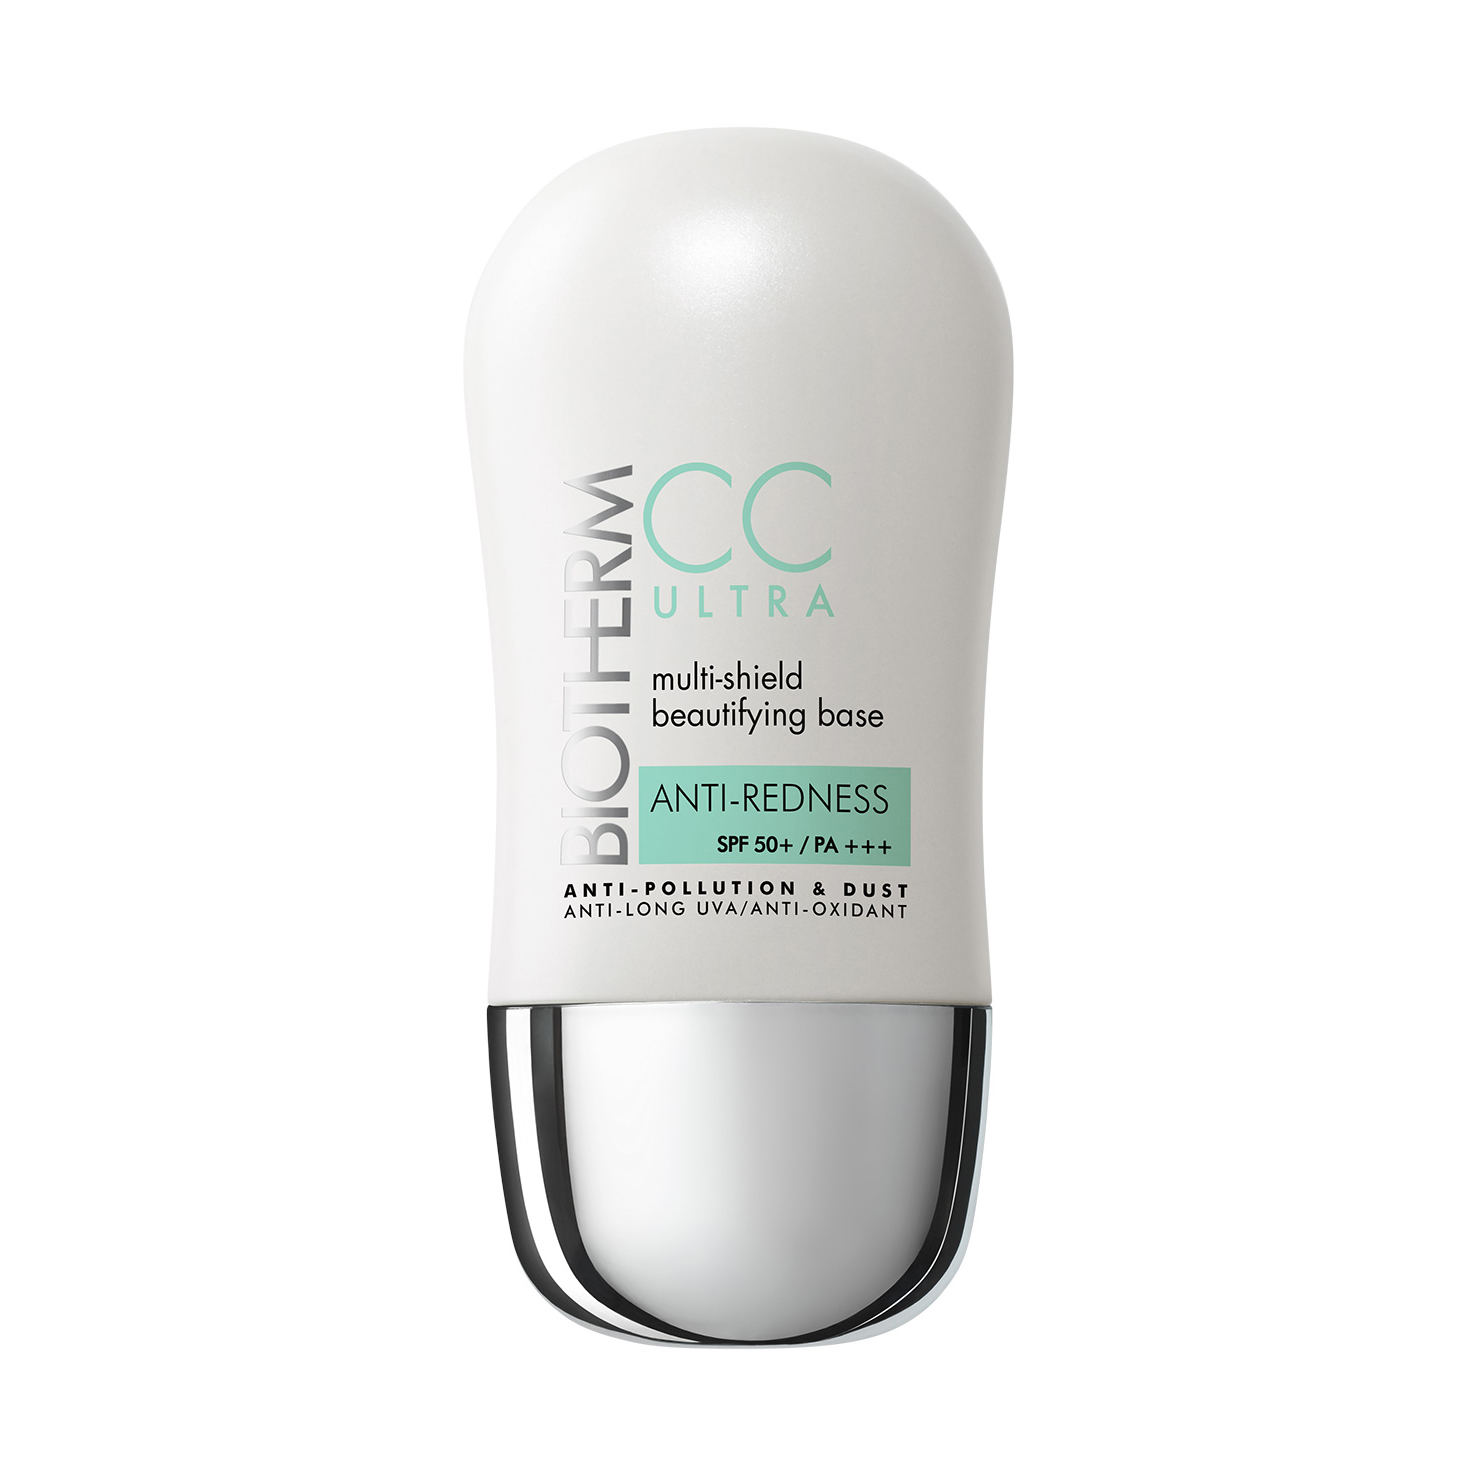 BIOTHERM
CC
ULTRA
multi-shield
beautifying base
ANTI-REDNESS
SPF 50+ / PA +++
ANTI-POLLUTION & DUST
ANTI-LONG UVA/ANTI-OXIDANT